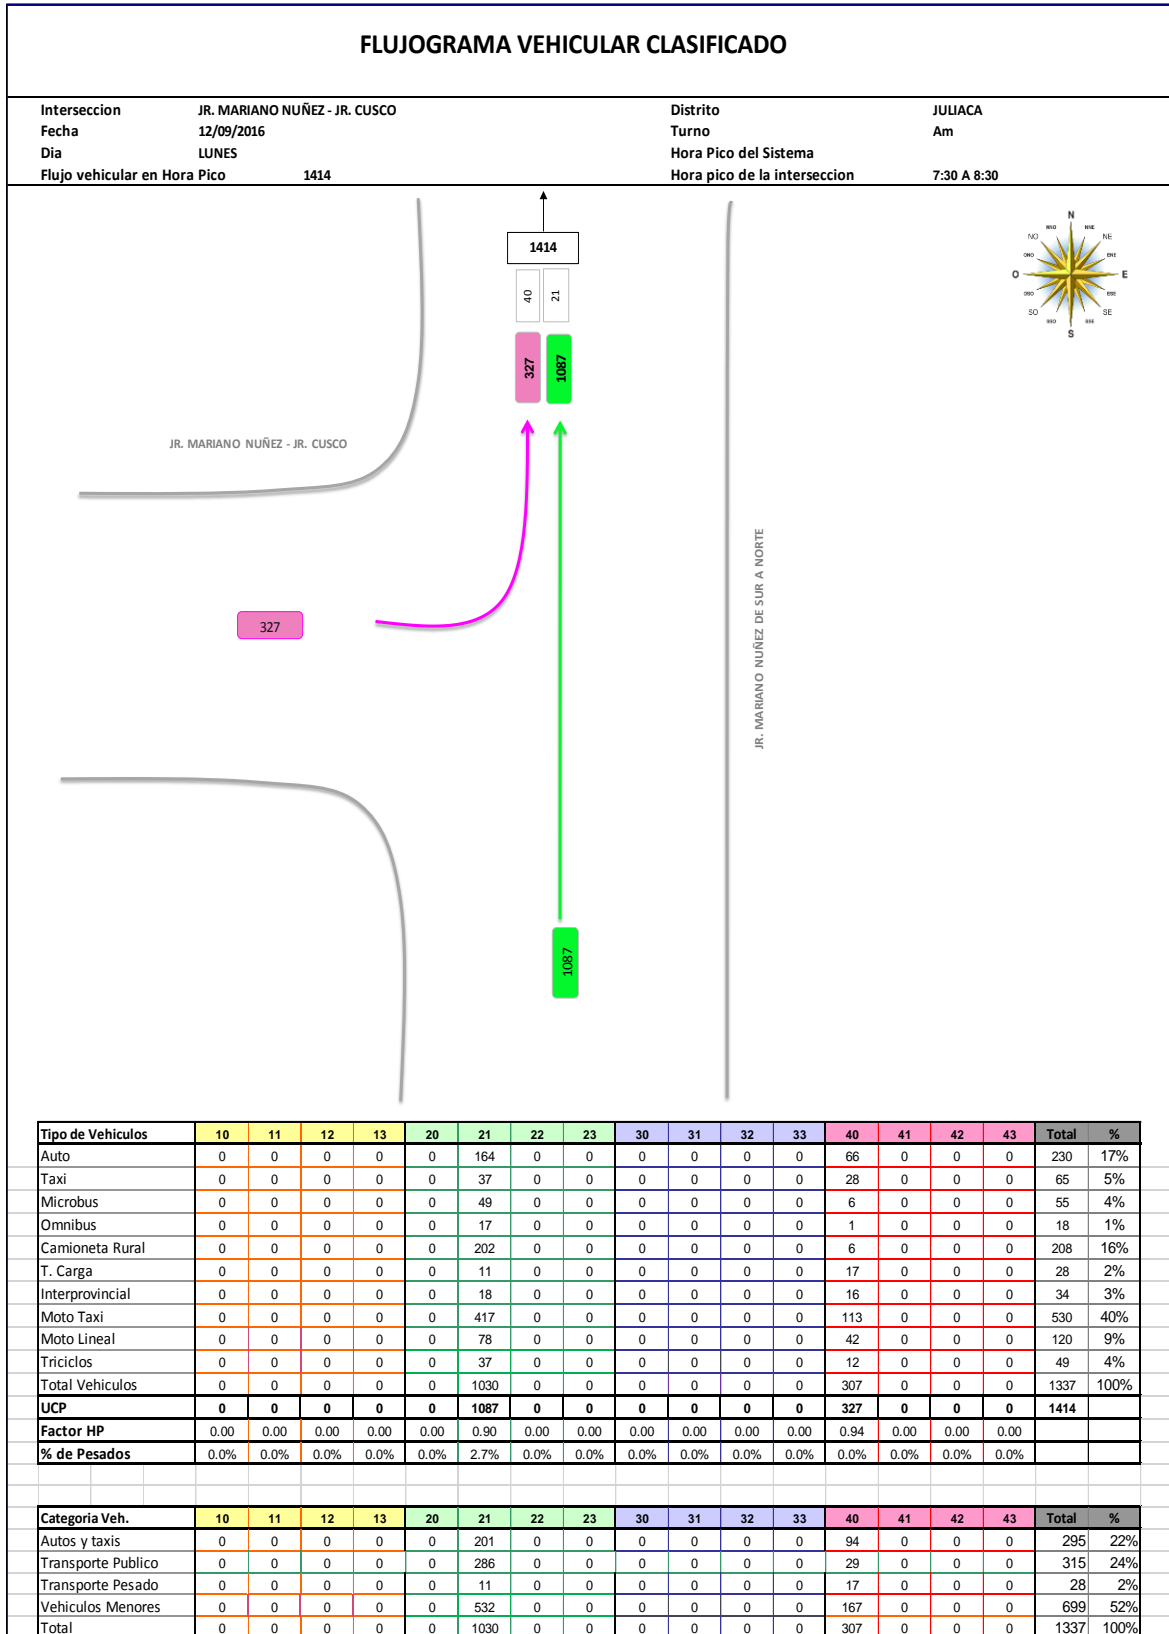 FLUJOGRAMA VEHICULAR CLASIFICADO
Interseccion JR. MARIANO NUÑEZ - JR. CUSCO Distrito JULIACA
Fecha 12/09/2016 Turno Am
Dia LUNES Hora Pico del Sistema
Flujo vehicular en Hora Pico 1414 Hora pico de la interseccion 7:30 A 8:30
1414
40 21
327 1087
N
NNO NNE
NO NE
ONO ENE
O E
OSO ESE
SO SE
SSO SSE
S
JR. MARIANO NUÑEZ - JR. CUSCO
JR. MARIANO NUÑEZ DE SUR A NORTE
327
1087
Tipo de Vehiculos 10 11 12 13 20 21 22 23 30 31 32 33 40 41 42 43 Total %
Auto 0 0 0 0 0 164 0 0 0 0 0 0 66 0 0 0 230 17%
Taxi 0 0 0 0 0 37 0 0 0 0 0 0 28 0 0 0 65 5%
Microbus 0 0 0 0 0 49 0 0 0 0 0 0 6 0 0 0 55 4%
Omnibus 0 0 0 0 0 17 0 0 0 0 0 0 1 0 0 0 18 1%
Camioneta Rural 0 0 0 0 0 202 0 0 0 0 0 0 6 0 0 0 208 16%
T. Carga 0 0 0 0 0 11 0 0 0 0 0 0 17 0 0 0 28 2%
Interprovincial 0 0 0 0 0 18 0 0 0 0 0 0 16 0 0 0 34 3%
Moto Taxi 0 0 0 0 0 417 0 0 0 0 0 0 113 0 0 0 530 40%
Moto Lineal 0 0 0 0 0 78 0 0 0 0 0 0 42 0 0 0 120 9%
Triciclos 0 0 0 0 0 37 0 0 0 0 0 0 12 0 0 0 49 4%
Total Vehiculos 0 0 0 0 0 1030 0 0 0 0 0 0 307 0 0 0 1337 100%
UCP 0 0 0 0 0 1087 0 0 0 0 0 0 327 0 0 0 1414
Factor HP 0.00 0.00 0.00 0.00 0.00 0.90 0.00 0.00 0.00 0.00 0.00 0.00 0.94 0.00 0.00 0.00
% de Pesados 0.0% 0.0% 0.0% 0.0% 0.0% 2.7% 0.0% 0.0% 0.0% 0.0% 0.0% 0.0% 0.0% 0.0% 0.0% 0.0%
Categoria Veh. 10 11 12 13 20 21 22 23 30 31 32 33 40 41 42 43 Total %
Autos y taxis 0 0 0 0 0 201 0 0 0 0 0 0 94 0 0 0 295 22%
Transporte Publico 0 0 0 0 0 286 0 0 0 0 0 0 29 0 0 0 315 24%
Transporte Pesado 0 0 0 0 0 11 0 0 0 0 0 0 17 0 0 0 28 2%
Vehiculos Menores 0 0 0 0 0 532 0 0 0 0 0 0 167 0 0 0 699 52%
Total 0 0 0 0 0 1030 0 0 0 0 0 0 307 0 0 0 1337 100%